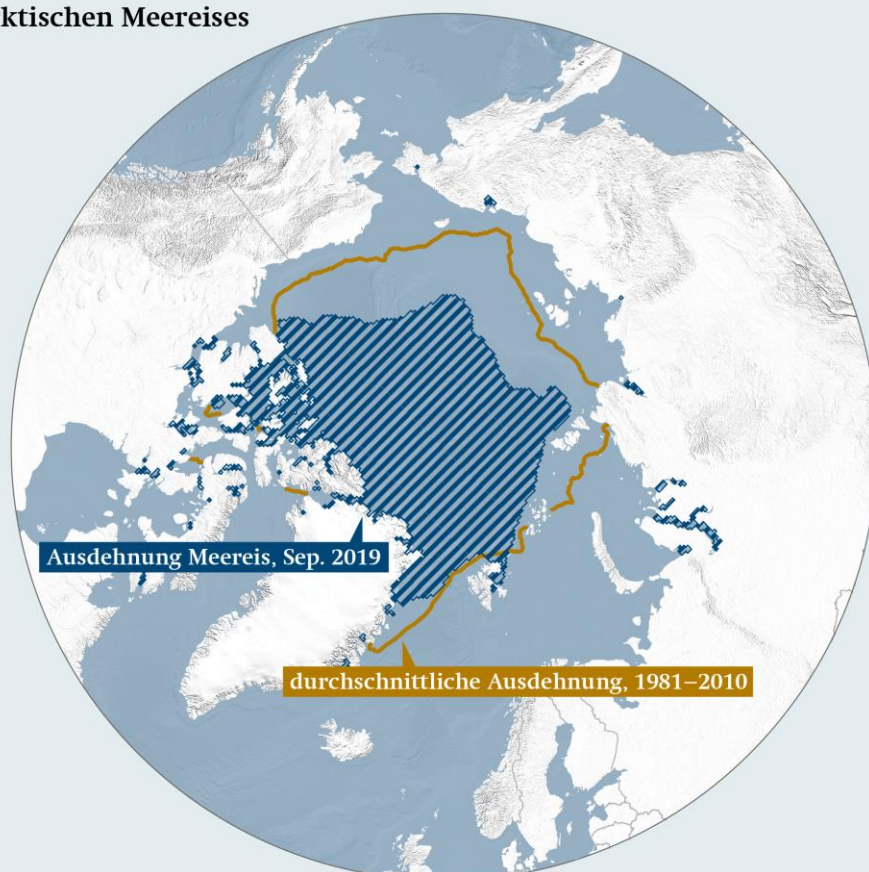 ktischen Meereises
Ausdehnung Meereis, Sep. 2019
durchschnittliche Ausdehnung, 1981–2010